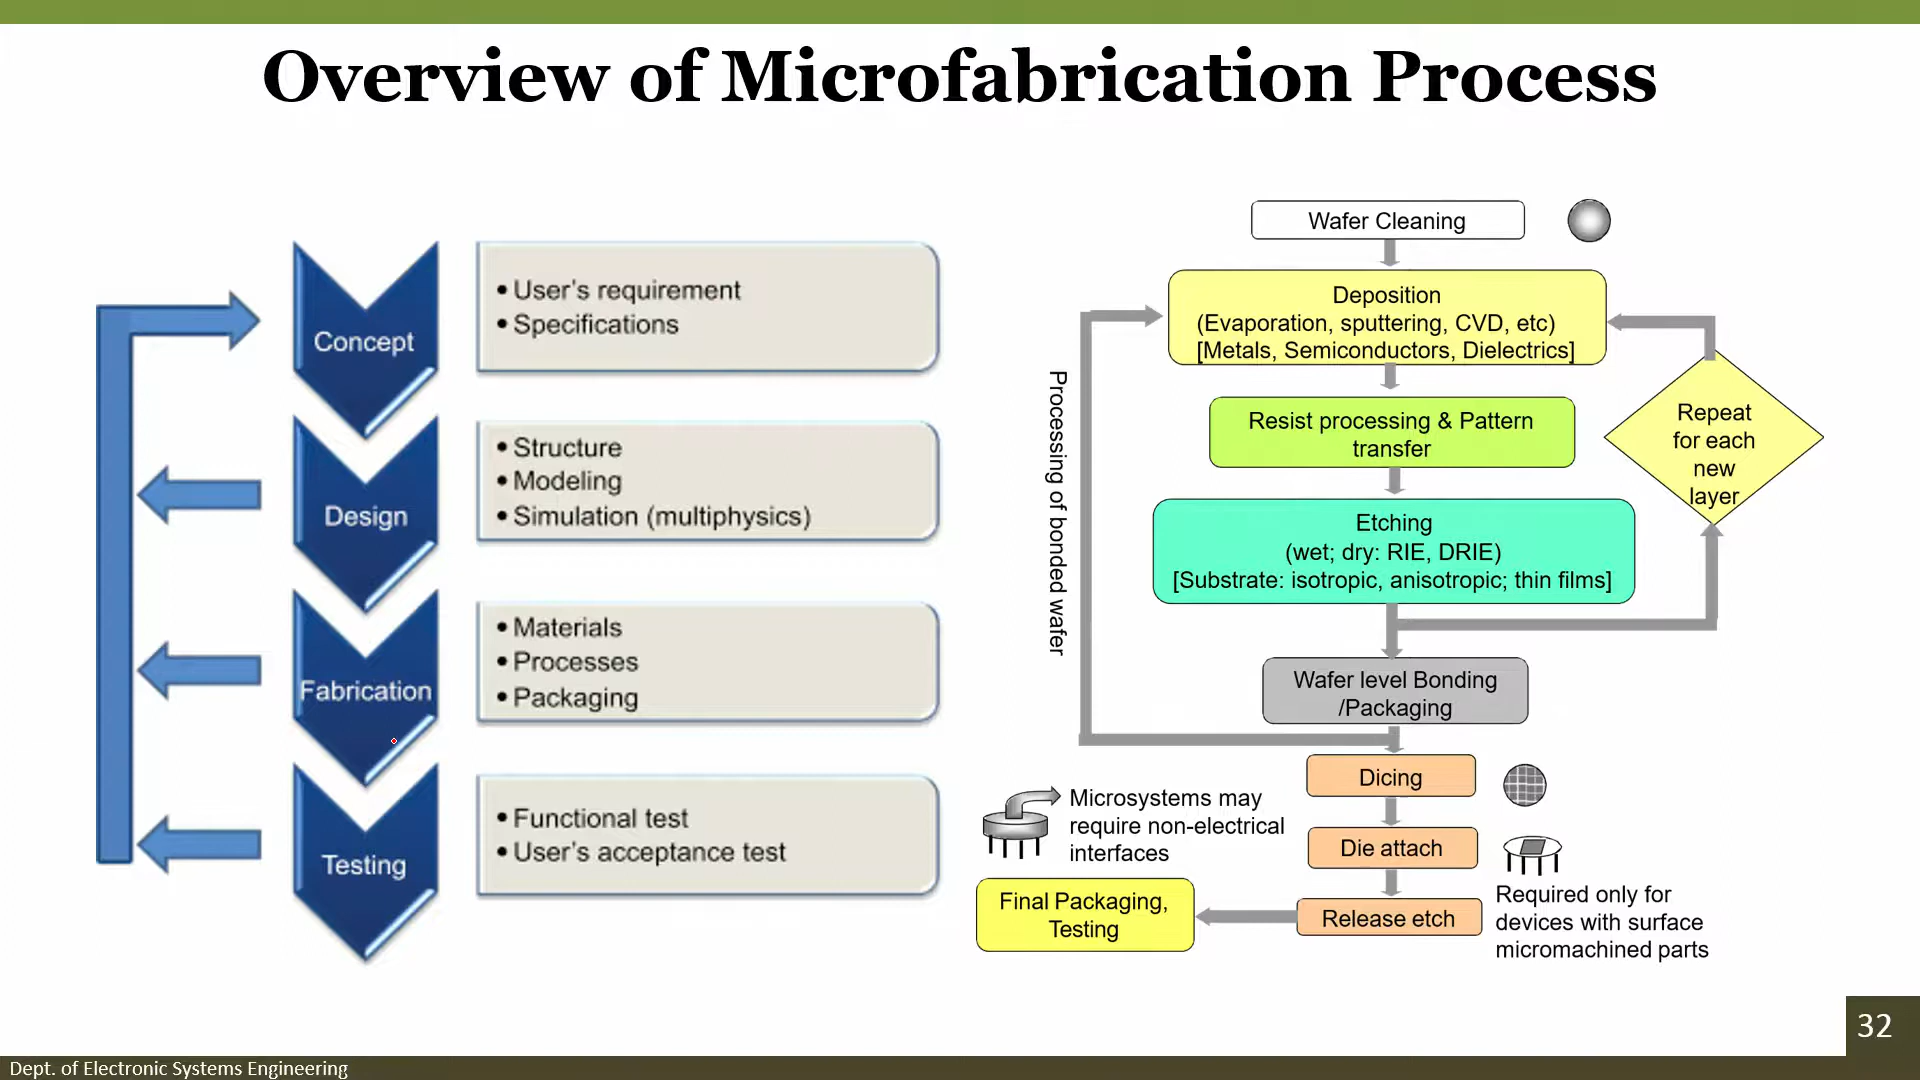 Overview of Microfabrication Process
Concept
• User's requirement
• Specifications
Design
• Structure
• Modeling
• Simulation (multiphysics)
Fabrication
• Materials
• Processes
• Packaging
Testing
• Functional test
• User's acceptance test
Wafer Cleaning
Deposition
(Evaporation, sputtering, CVD, etc)
[Metals, Semiconductors, Dielectrics]
Resist processing & Pattern
transfer
Repeat
for each
new
layer
Etching
(wet; dry: RIE, DRIE)
[Substrate: isotropic, anisotropic; thin films]
Processing of bonded wafer
Wafer level Bonding
/Packaging
Dicing
Microsystems may
require non-electrical
interfaces
Die attach
Release etch
Required only for
devices with surface
micromachined parts
Final Packaging,
Testing
32
Dept. of Electronic Systems Engineering